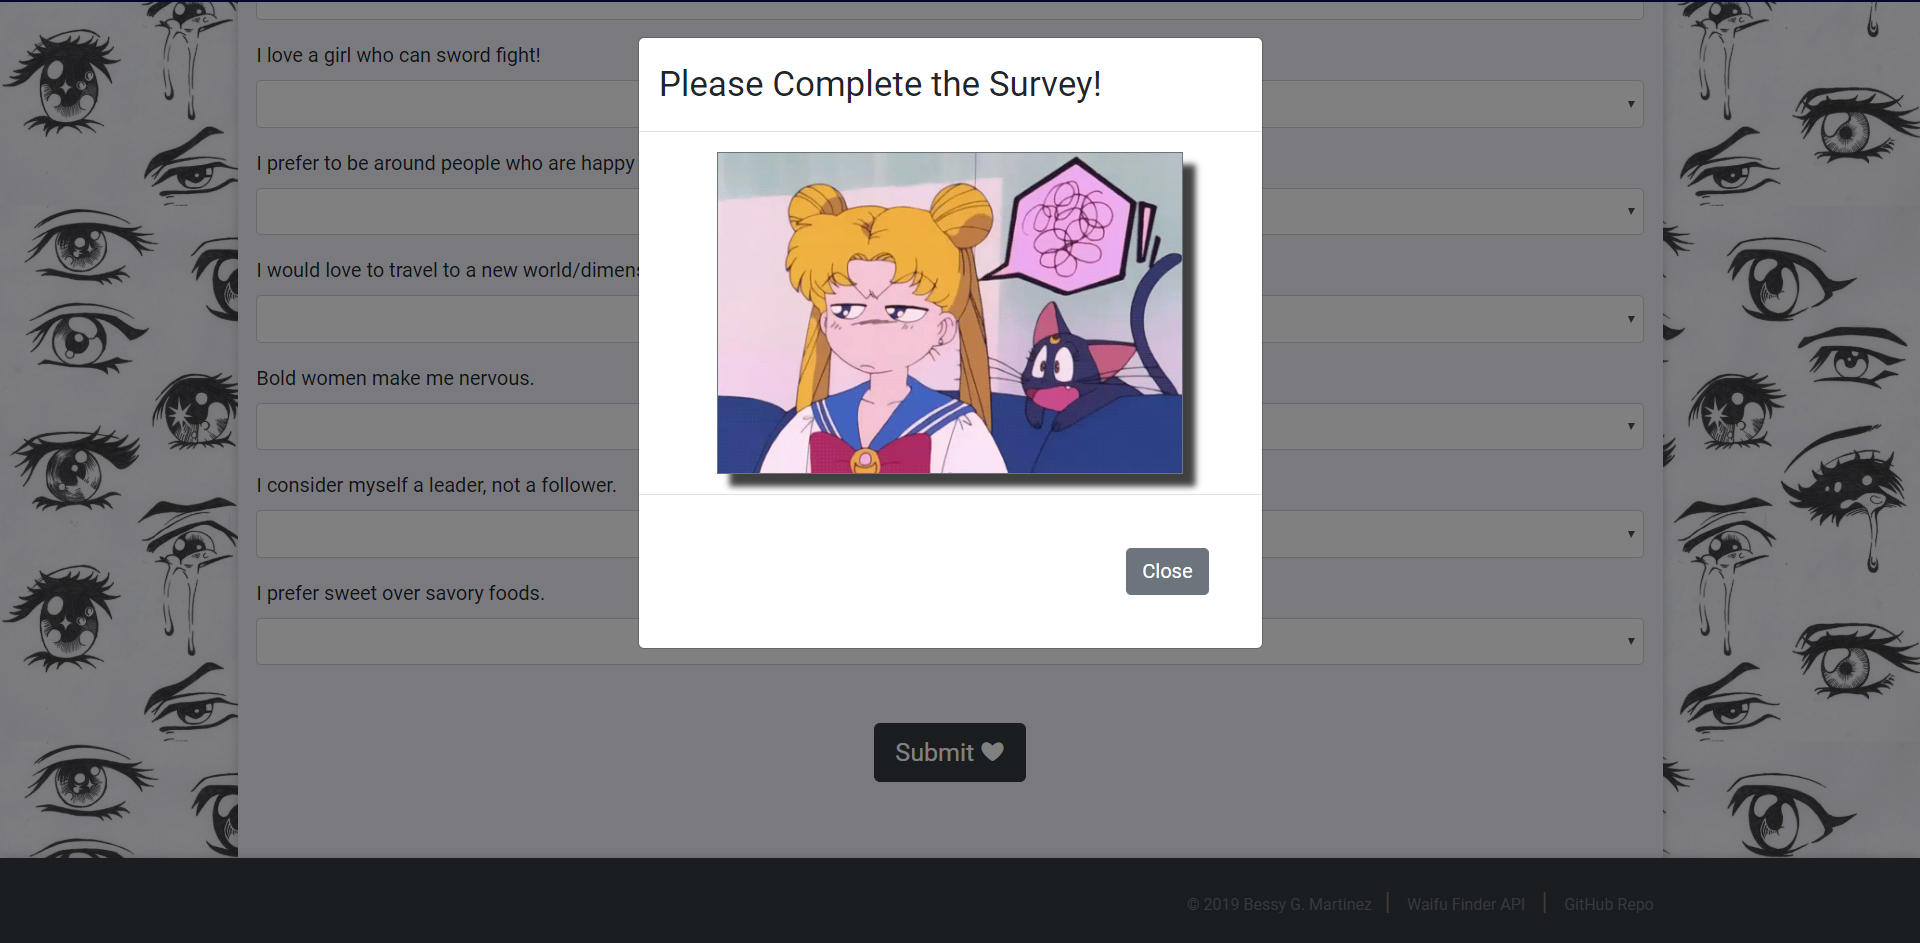 I love a girl who can sword fight!
Please Complete the Survey!
I prefer to be around people who are happy
I would love to travel to a new world/dimens
Bold women make me nervous.
I consider myself a leader, not a follower.
Close
I prefer sweet over savory foods.
Submit
© 2019 Bessy G. Martinez | Waifu Finder API | GitHub Repo